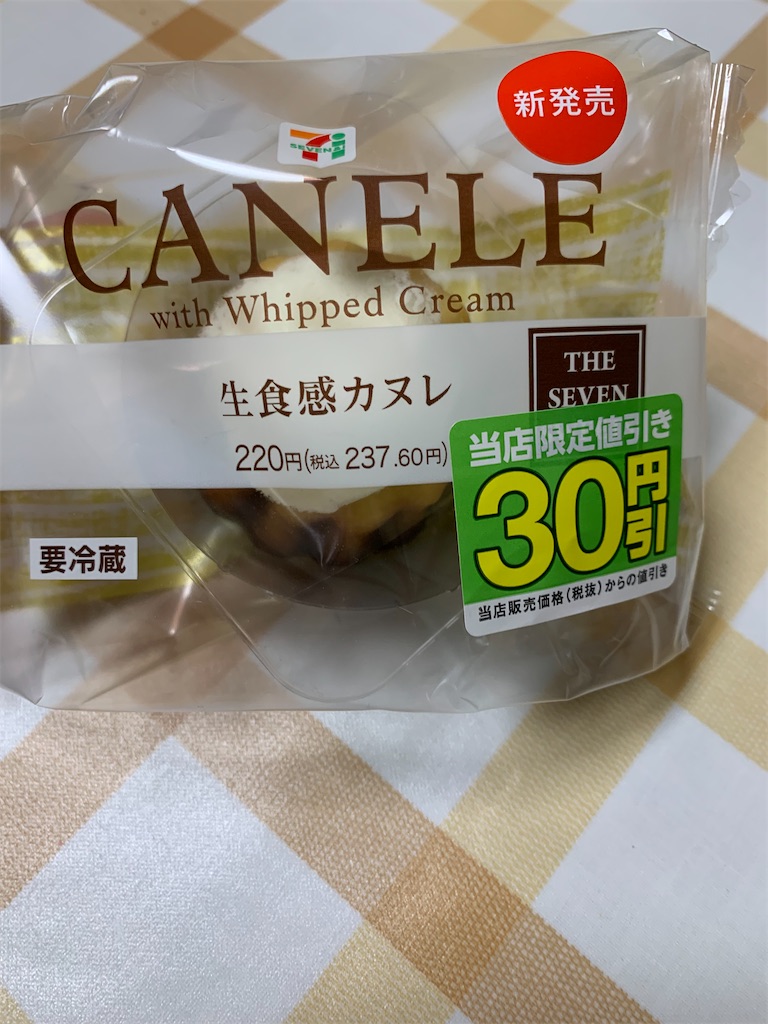 新発売
SEVEN
CANELE
with Whipped Cream
THE
SEVEN
生食感カヌレ
220円(税込 237.60円)
当店限定値引き
30円引
当店販売価格(税抜)からの値引き
要冷蔵